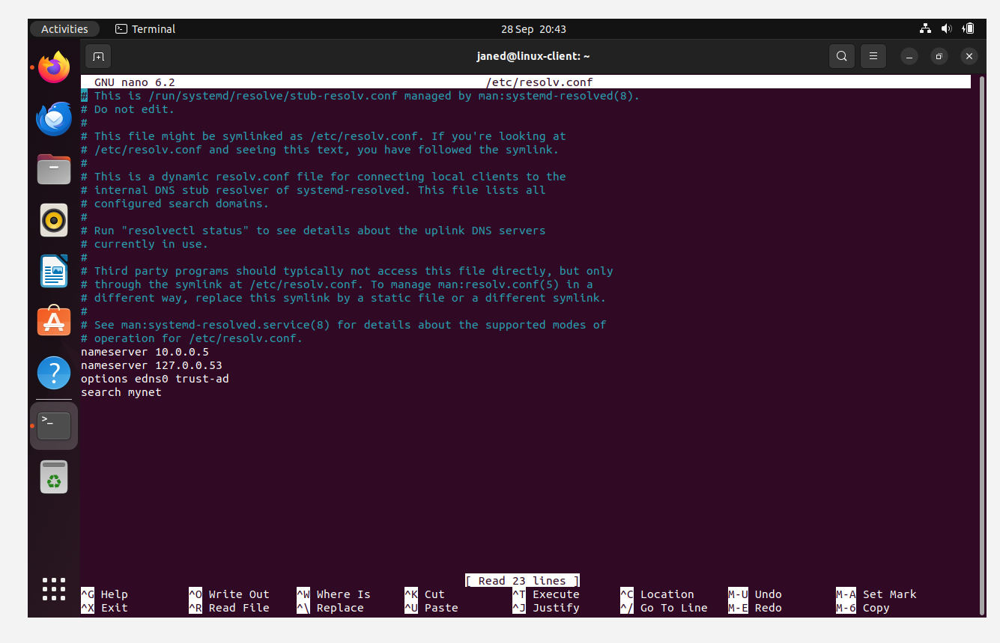 Activities Terminal 28 Sep 20:43
janed@linux-client: ~
GNU nano 6.2 /etc/resolv.conf
# This is /run/systemd/resolve/stub-resolv.conf managed by man:systemd-resolved(8).
# Do not edit.
#
# This file might be symlinked as /etc/resolv.conf. If you're looking at
# /etc/resolv.conf and seeing this text, you have followed the symlink.
#
# This is a dynamic resolv.conf file for connecting local clients to the
# internal DNS stub resolver of systemd-resolved. This file lists all
# configured search domains.
#
# Run "resolvectl status" to see details about the uplink DNS servers
# currently in use.
#
# Third party programs should typically not access this file directly, but only
# through the symlink at /etc/resolv.conf. To manage man:resolv.conf(5) in a
# different way, replace this symlink by a static file or a different symlink.
#
# See man:systemd-resolved.service(8) for details about the supported modes of
# operation for /etc/resolv.conf.
nameserver 10.0.0.5
nameserver 127.0.0.53
options edns0 trust-ad
search mynet
[ Read 23 lines ]
^G Help ^O Write Out ^W Where Is ^K Cut ^T Execute ^C Location M-U Undo M-A Set Mark
^X Exit ^R Read File ^\ Replace ^U Paste ^J Justify ^/ Go To Line M-E Redo M-6 Copy